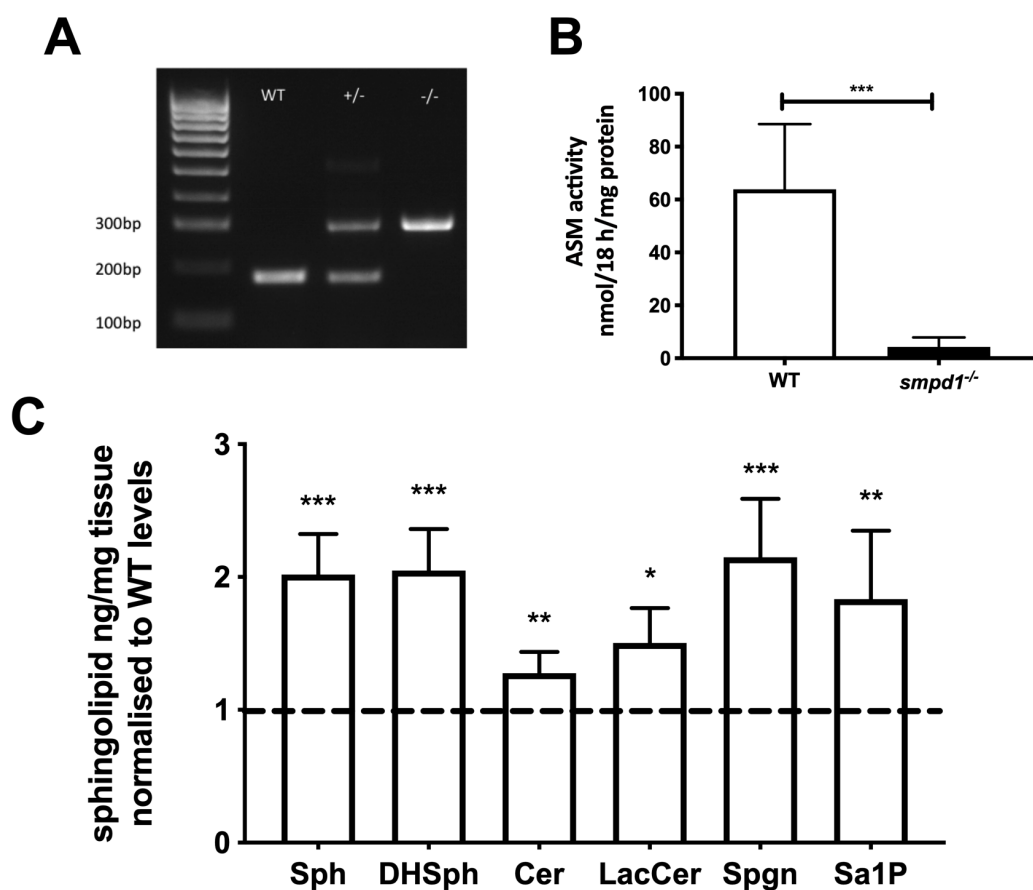 A
WT +/- -/-
300bp
200bp
100bp
B
ASM activity
nmol/18 h/mg protein
100
80
60
40
20
0
***
WT smpd1-/-
C
sphingolipid ng/mg tissue
normalised to WT levels
3
2
1
0
*** *** ** * *** **
Sph DHSph Cer LacCer Spgn Sa1P